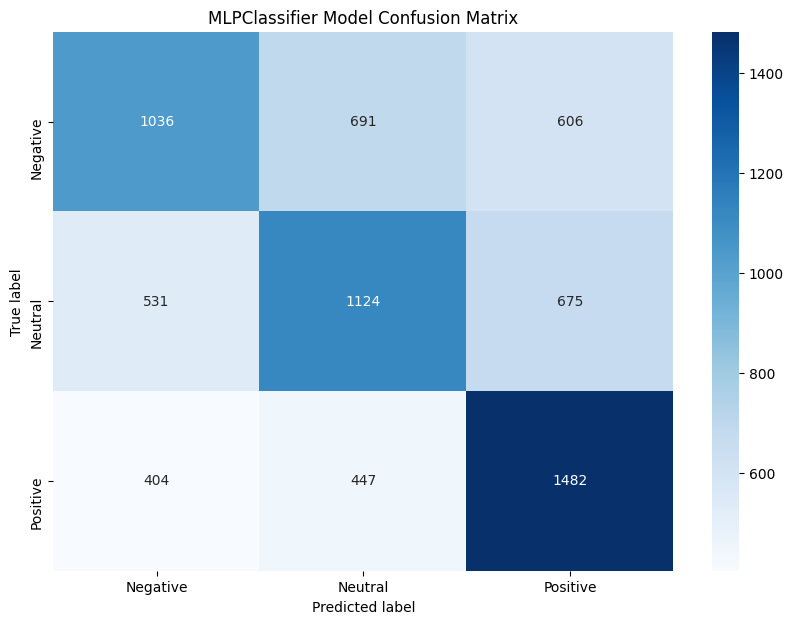 MLPClassifier Model Confusion Matrix
1036 691 606
531 1124 675
404 447 1482
Negative
Neutral
Positive
True label
Negative Neutral Positive
Predicted label
1400
1200
1000
800
600